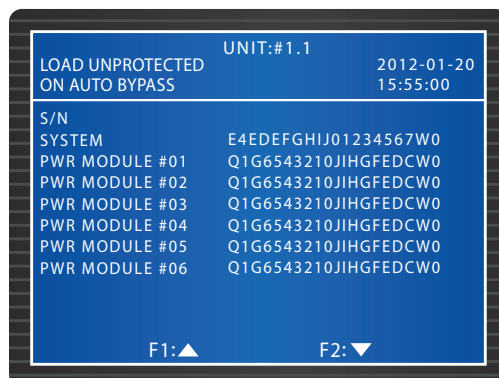 UNIT:#1.1
LOAD UNPROTECTED 2012-01-20
ON AUTO BYPASS 15:55:00
S/N
SYSTEM E4EDEFGHIJ01234567W0
PWR MODULE #01 Q1G6543210JIHGFEDCW0
PWR MODULE #02 Q1G6543210JIHGFEDCW0
PWR MODULE #03 Q1G6543210JIHGFEDCW0
PWR MODULE #04 Q1G6543210JIHGFEDCW0
PWR MODULE #05 Q1G6543210JIHGFEDCW0
PWR MODULE #06 Q1G6543210JIHGFEDCW0
F1:▲ F2:▼